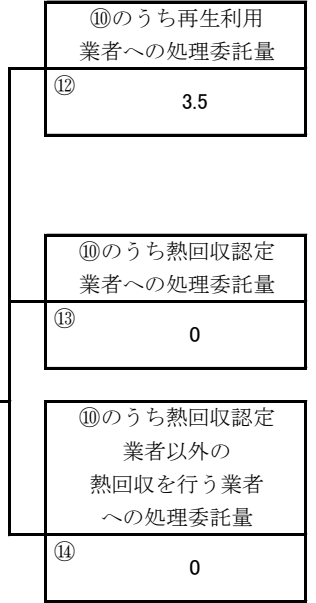 ⑩のうち再生利用
業者への処理委託量
⑫
3.5
⑩のうち熱回収認定
業者への処理委託量
⑬
0
⑩のうち熱回収認定
業者以外の
熱回収を行う業者
への処理委託量
⑭
0